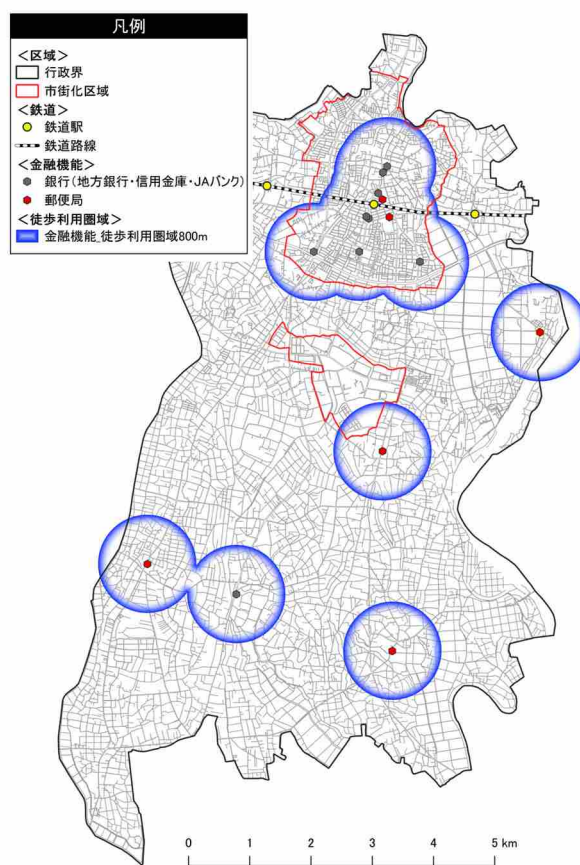 凡例
＜区域＞
行政界
市街化区域
＜鉄道＞
鉄道駅
鉄道路線
＜金融機能＞
銀行（地方銀行・信用金庫・JAバンク）
郵便局
＜徒歩利用圏域＞
金融機能_徒歩利用圏域800m
0 1 2 3 4 5 km